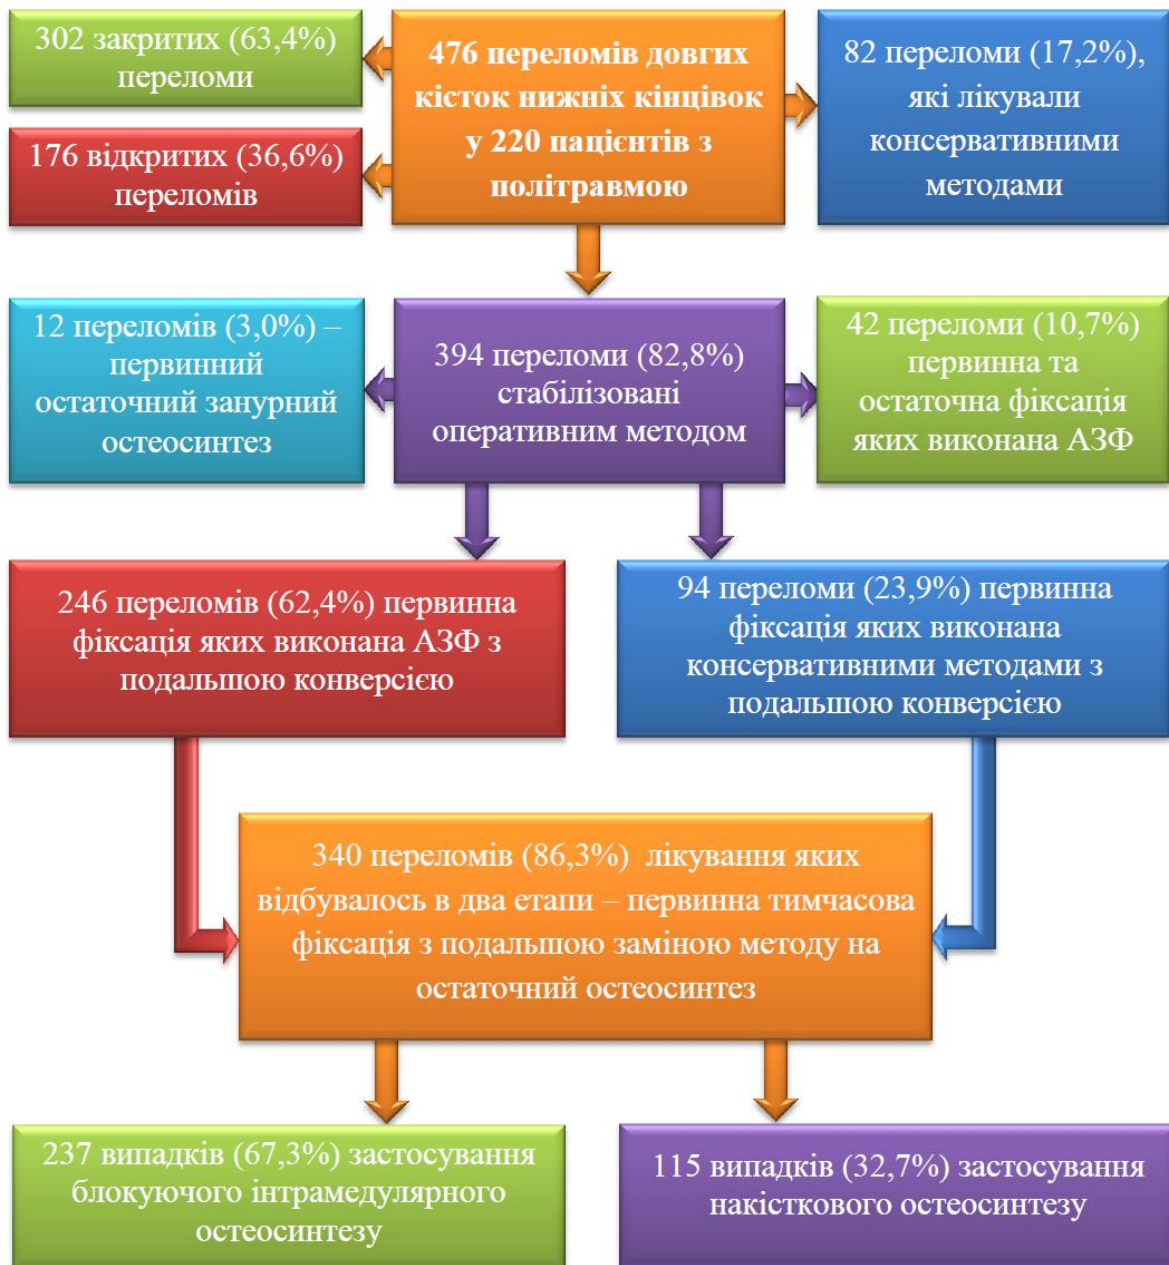 302 закритих (63,4%)
переломи
176 відкритих (36,6%)
переломів
476 переломів довгих
кісток нижніх кінцівок
у 220 пацієнтів з
політравмою
82 переломи (17,2%),
які лікували
консервативними
методами
12 переломів (3,0%) –
первинний
остаточний занурний
остеосинтез
394 переломи (82,8%)
стабілізовані
оперативним методом
42 переломи (10,7%)
первинна та
остаточна фіксація
яких виконана АЗФ
246 переломів (62,4%) первинна
фіксація яких виконана АЗФ з
подальшою конверсією
94 переломи (23,9%) первинна
фіксація яких виконана
консервативними методами з
подальшою конверсією
340 переломів (86,3%) лікування яких
відбувалось в два етапи – первинна тимчасова
фіксація з подальшою заміною методу на
остаточний остеосинтез
237 випадків (67,3%) застосування
блокуючого інтрамедулярного
остеосинтезу
115 випадків (32,7%) застосування
накісткового остеосинтезу